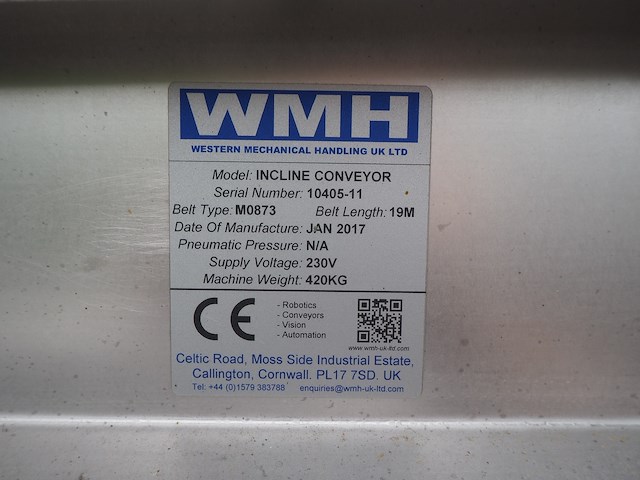 WMH
WESTERN MECHANICAL HANDLING UK LTD
Model: INCLINE CONVEYOR
Serial Number: 10405-11
Belt Type: M0873 Belt Length: 19M
Date Of Manufacture: JAN 2017
Pneumatic Pressure: N/A
Supply Voltage: 230V
Machine Weight: 420KG
CE
- Robotics
- Conveyors
- Vision
- Automation
www.wmh-uk-ltd.com
Celtic Road, Moss Side Industrial Estate,
Callington, Cornwall. PL17 7SD. UK
Tel: +44 (0)1579 383788 enquiries@wmh-uk-ltd.com